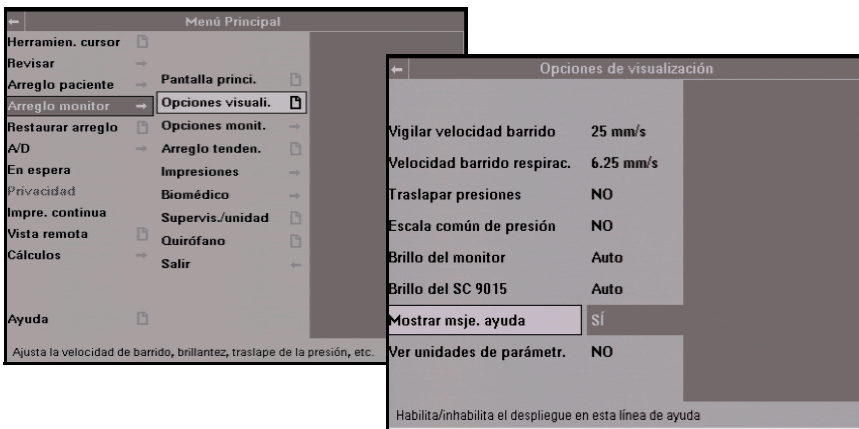 Menú Principal
Herramien. cursor
Revisar
Arreglo paciente
Arreglo monitor
Restaurar arreglo
A/D
En espera
Privacidad
Impre. continua
Vista remota
Cálculos
Ayuda
Pantalla princi.
Opciones visuali.
Opciones monit.
Arreglo tenden.
Impresiones
Biomédico
Supervis./unidad
Quirófano
Salir
Ajusta la velocidad de barrido, brillantez, traslape de la presión, etc.
Opciones de visualización
Vigilar velocidad barrido 25 mm/s
Velocidad barrido respirac. 6.25 mm/s
Traslapar presiones NO
Escala común de presión NO
Brillo del monitor Auto
Brillo del SC 9015 Auto
Mostrar msje. ayuda SÍ
Ver unidades de parámetr. NO
Habilita/inhabilita el despliegue en esta línea de ayuda